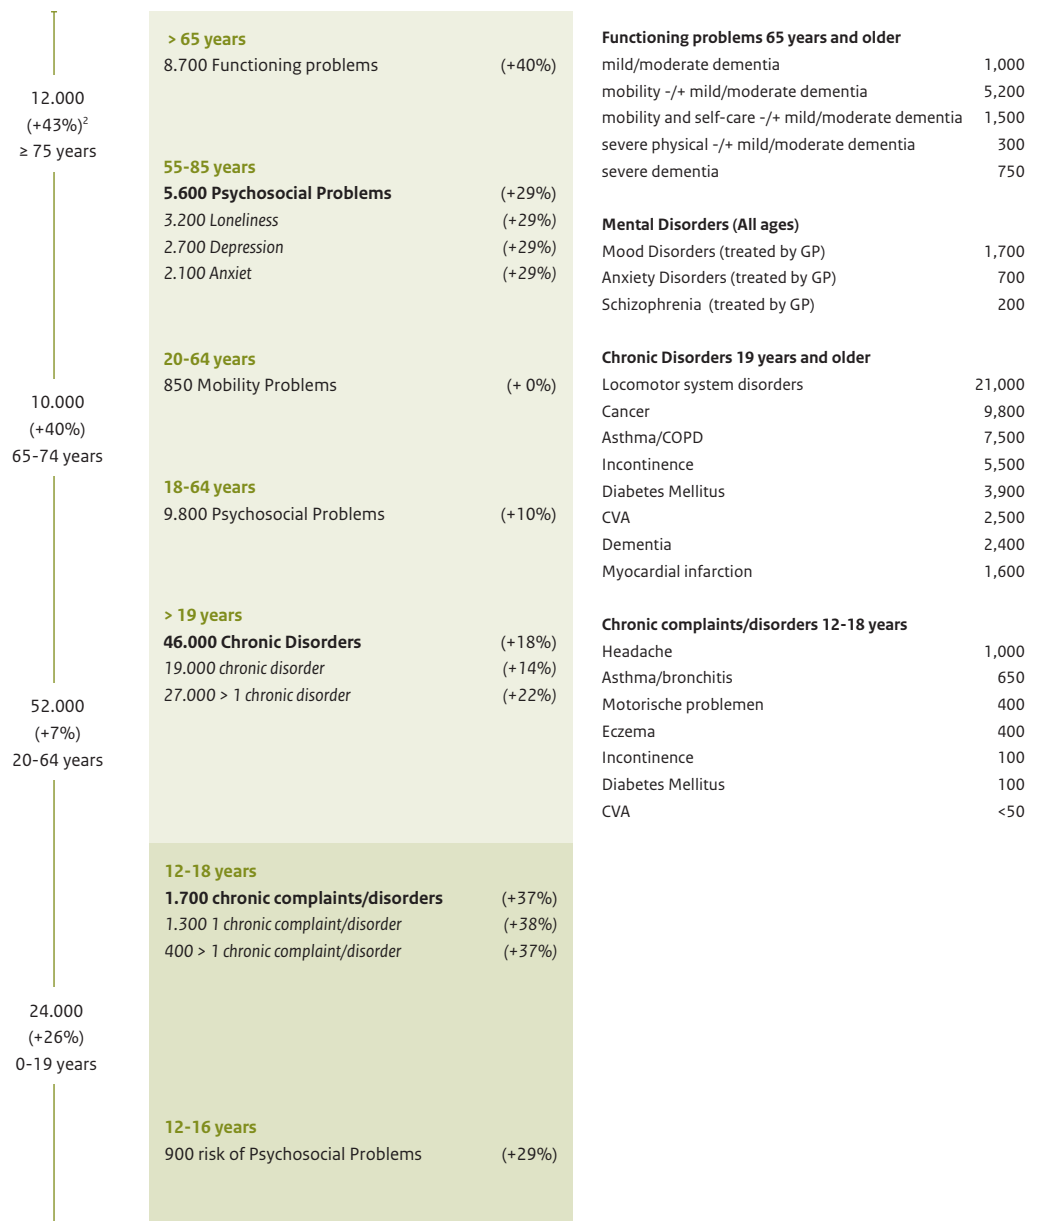 12.000
(+43%)²
≥ 75 years
10.000
(+40%)
65-74 years
52.000
(+7%)
20-64 years
24.000
(+26%)
0-19 years
> 65 years
8.700 Functioning problems (+40%)
55-85 years
5.600 Psychosocial Problems (+29%)
3.200 Loneliness (+29%)
2.700 Depression (+29%)
2.100 Anxiet (+29%)
20-64 years
850 Mobility Problems (+ 0%)
18-64 years
9.800 Psychosocial Problems (+10%)
> 19 years
46.000 Chronic Disorders (+18%)
19.000 chronic disorder (+14%)
27.000 > 1 chronic disorder (+22%)
12-18 years
1.700 chronic complaints/disorders (+37%)
1.300 1 chronic complaint/disorder (+38%)
400 > 1 chronic complaint/disorder (+37%)
12-16 years
900 risk of Psychosocial Problems (+29%)
Functioning problems 65 years and older
mild/moderate dementia 1,000
mobility -/+ mild/moderate dementia 5,200
mobility and self-care -/+ mild/moderate dementia 1,500
severe physical -/+ mild/moderate dementia 300
severe dementia 750
Mental Disorders (All ages)
Mood Disorders (treated by GP) 1,700
Anxiety Disorders (treated by GP) 700
Schizophrenia (treated by GP) 200
Chronic Disorders 19 years and older
Locomotor system disorders 21,000
Cancer 9,800
Asthma/COPD 7,500
Incontinence 5,500
Diabetes Mellitus 3,900
CVA 2,500
Dementia 2,400
Myocardial infarction 1,600
Chronic complaints/disorders 12-18 years
Headache 1,000
Asthma/bronchitis 650
Motorische problemen 400
Eczema 400
Incontinence 100
Diabetes Mellitus 100
CVA <50